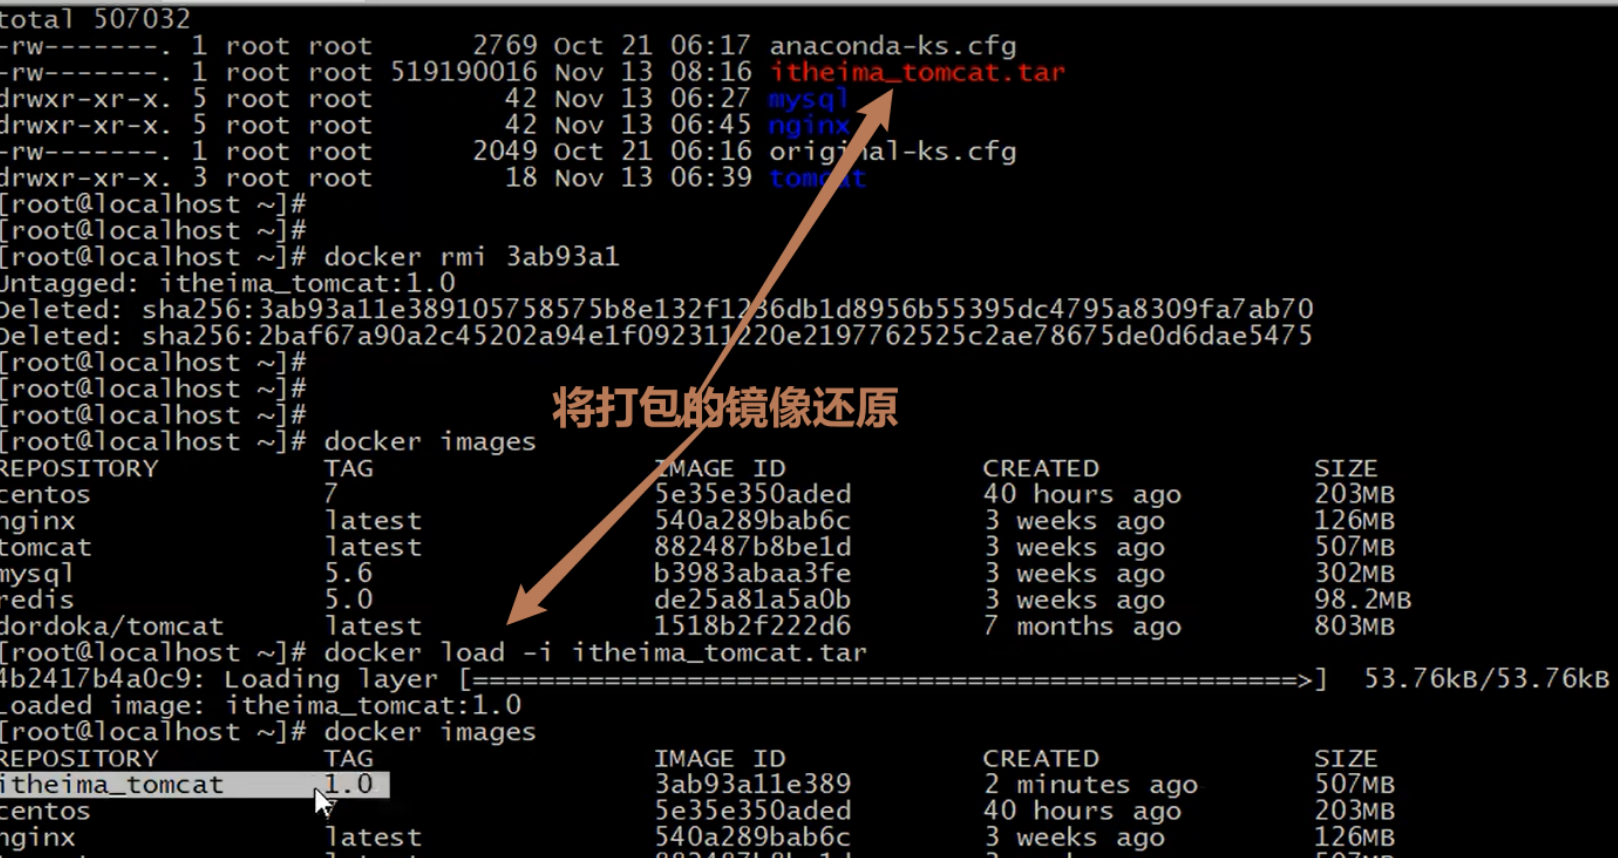 total 507032
-rw-------. 1 root root 2769 Oct 21 06:17 anaconda-ks.cfg
-rw-------. 1 root root 519190016 Nov 13 08:16 itheima_tomcat.tar
drwxr-xr-x. 5 root root 42 Nov 13 06:27 mysql
drwxr-xr-x. 5 root root 42 Nov 13 06:45 nginx
-rw-------. 1 root root 2049 Oct 21 06:16 original-ks.cfg
drwxr-xr-x. 3 root root 18 Nov 13 06:39 tomcat
[root@localhost ~]#
[root@localhost ~]#
[root@localhost ~]# docker rmi 3ab93a1
Untagged: itheima_tomcat:1.0
Deleted: sha256:3ab93a11e389105758575b8e132f1236db1d8956b55395dc4795a8309fa7ab70
Deleted: sha256:2baf67a90a2c45202a94e1f092311220e2197762525c2ae78675de0d6dae5475
[root@localhost ~]#
[root@localhost ~]#
将打包的镜像还原
[root@localhost ~]#
[root@localhost ~]# docker images
REPOSITORY TAG IMAGE ID CREATED SIZE
centos 7 5e35e350aded 40 hours ago 203MB
nginx latest 540a289bab6c 3 weeks ago 126MB
tomcat latest 882487b8be1d 3 weeks ago 507MB
mysql 5.6 b3983abaa3fe 3 weeks ago 302MB
redis 5.0 de25a81a5a0b 3 weeks ago 98.2MB
dordoka/tomcat latest 1518b2f222d6 7 months ago 803MB
[root@localhost ~]# docker load -i itheima_tomcat.tar
4b2417b4a0c9: Loading layer [==================================================>] 53.76kB/53.76kB
Loaded image: itheima_tomcat:1.0
[root@localhost ~]# docker images
REPOSITORY TAG IMAGE ID CREATED SIZE
itheima_tomcat 1.0 3ab93a11e389 2 minutes ago 507MB
centos 7 5e35e350aded 40 hours ago 203MB
nginx latest 540a289bab6c 3 weeks ago 126MB